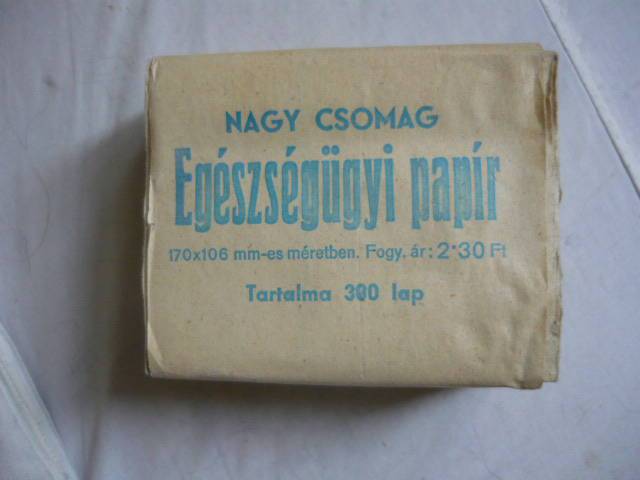 NAGY CSOMAG
Egészségügyi papír
170x106 mm-es méretben. Fogy. ár: 2·30 Ft
Tartalma 300 lap